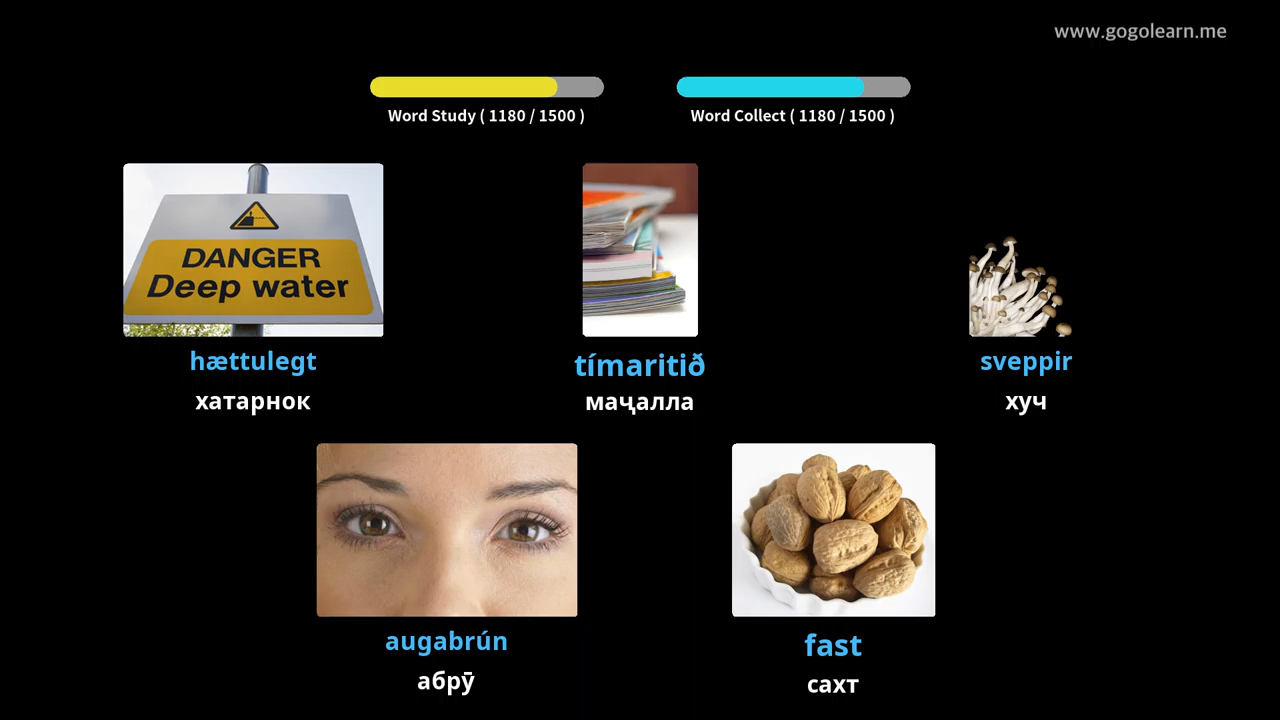 www.gogolearn.me
Word Study ( 1180 / 1500 )
Word Collect ( 1180 / 1500 )
DANGER
Deep water
hættulegt
хатарнок
tímaritið
маҷалла
sveppir
хуч
augabrún
абрӯ
fast
сахт